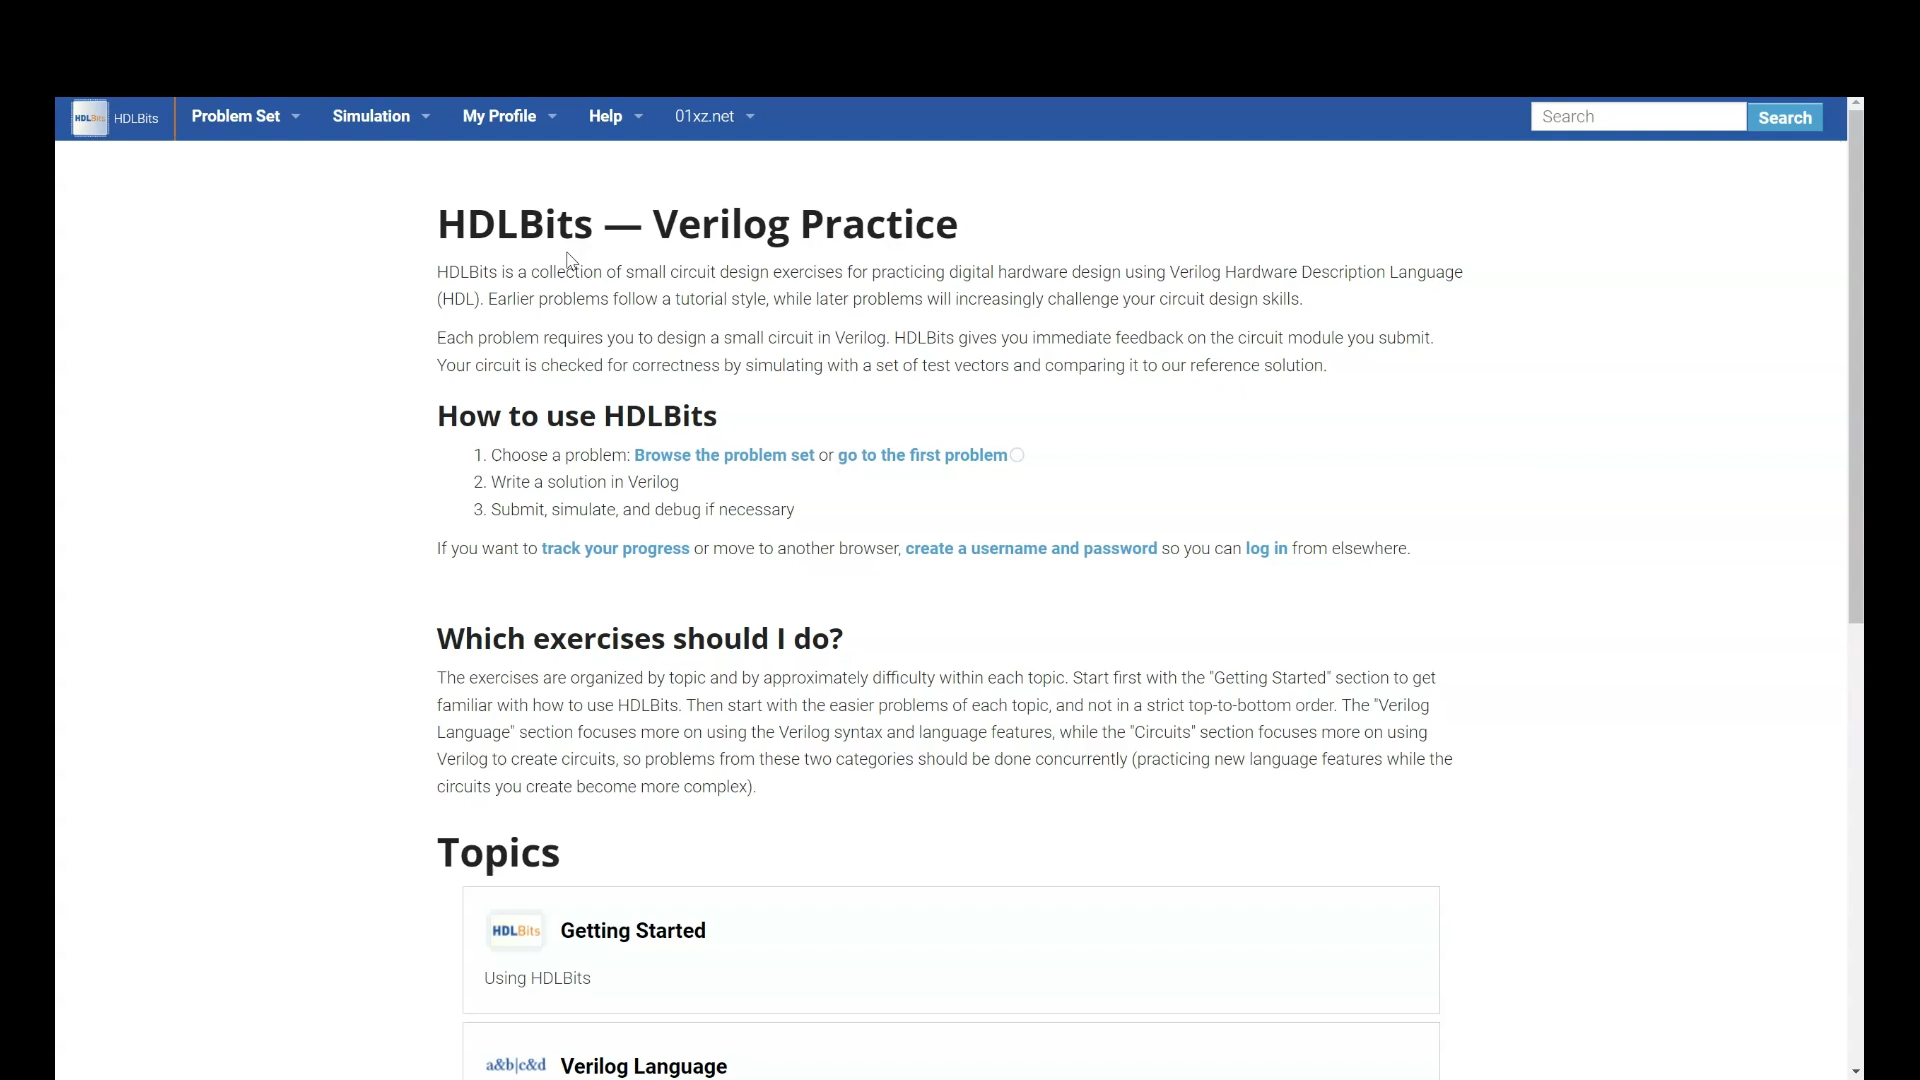 HDLBits HDLBits Problem Set Simulation My Profile Help 01xz.net Search Search
HDLBits — Verilog Practice
HDLBits is a collection of small circuit design exercises for practicing digital hardware design using Verilog Hardware Description Language
(HDL). Earlier problems follow a tutorial style, while later problems will increasingly challenge your circuit design skills.
Each problem requires you to design a small circuit in Verilog. HDLBits gives you immediate feedback on the circuit module you submit.
Your circuit is checked for correctness by simulating with a set of test vectors and comparing it to our reference solution.
How to use HDLBits
1. Choose a problem: Browse the problem set or go to the first problem
2. Write a solution in Verilog
3. Submit, simulate, and debug if necessary
If you want to track your progress or move to another browser, create a username and password so you can log in from elsewhere.
Which exercises should I do?
The exercises are organized by topic and by approximately difficulty within each topic. Start first with the "Getting Started" section to get
familiar with how to use HDLBits. Then start with the easier problems of each topic, and not in a strict top-to-bottom order. The "Verilog
Language" section focuses more on using the Verilog syntax and language features, while the "Circuits" section focuses more on using
Verilog to create circuits, so problems from these two categories should be done concurrently (practicing new language features while the
circuits you create become more complex).
Topics
HDLBits Getting Started
Using HDLBits
a&b|c&d Verilog Language